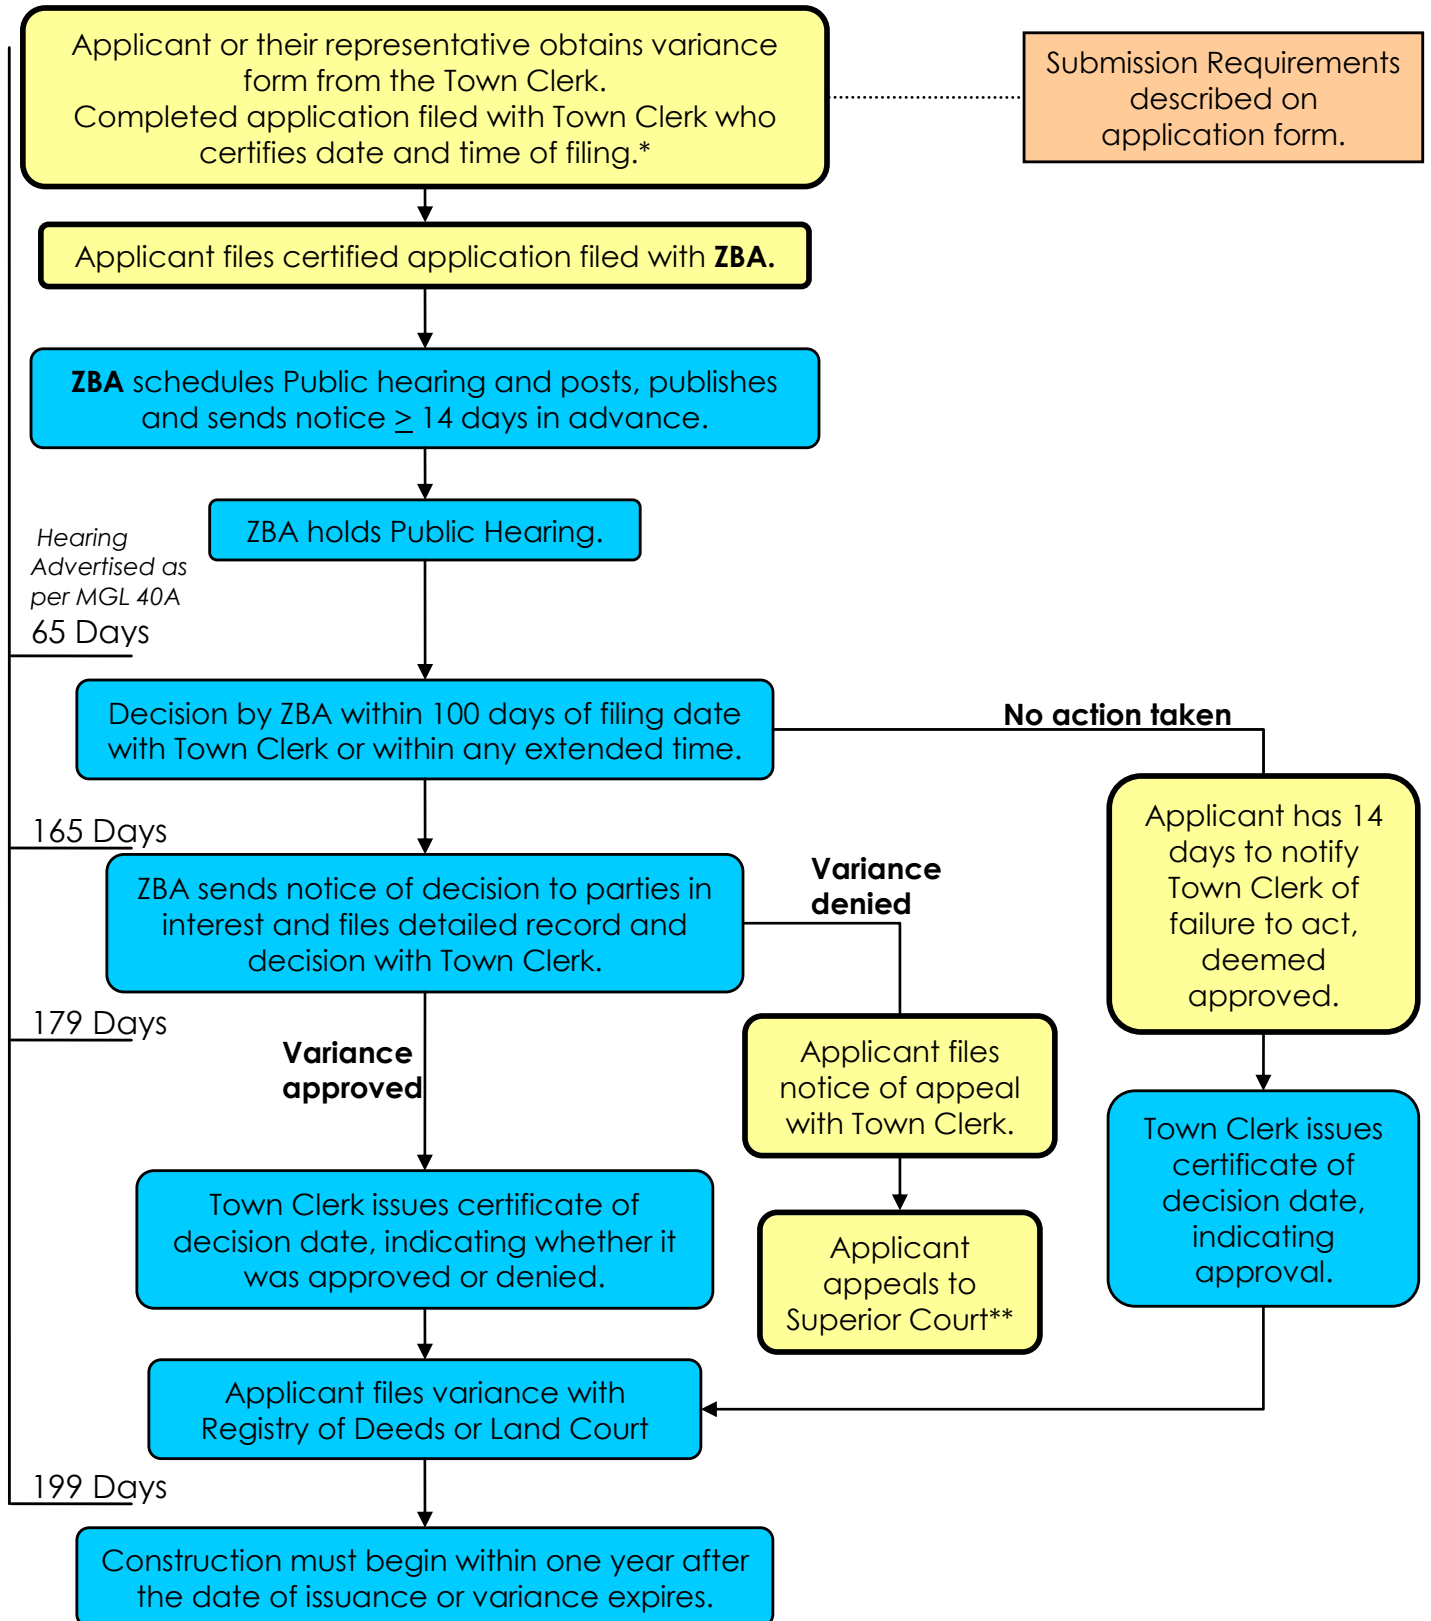 Applicant or their representative obtains variance
form from the Town Clerk.
Completed application filed with Town Clerk who
certifies date and time of filing.*
Submission Requirements
described on
application form.
Applicant files certified application filed with ZBA.
ZBA schedules Public hearing and posts, publishes
and sends notice ≥ 14 days in advance.
ZBA holds Public Hearing.
Hearing
Advertised as
per MGL 40A
65 Days
Decision by ZBA within 100 days of filing date
with Town Clerk or within any extended time.
No action taken
165 Days
ZBA sends notice of decision to parties in
interest and files detailed record and
decision with Town Clerk.
Variance
denied
Applicant has 14
days to notify
Town Clerk of
failure to act,
deemed
approved.
179 Days
Variance
approved
Applicant files
notice of appeal
with Town Clerk.
Town Clerk issues
certificate of
decision date,
indicating
approval.
Town Clerk issues certificate of
decision date, indicating whether it
was approved or denied.
Applicant
appeals to
Superior Court**
Applicant files variance with
Registry of Deeds or Land Court
199 Days
Construction must begin within one year after
the date of issuance or variance expires.